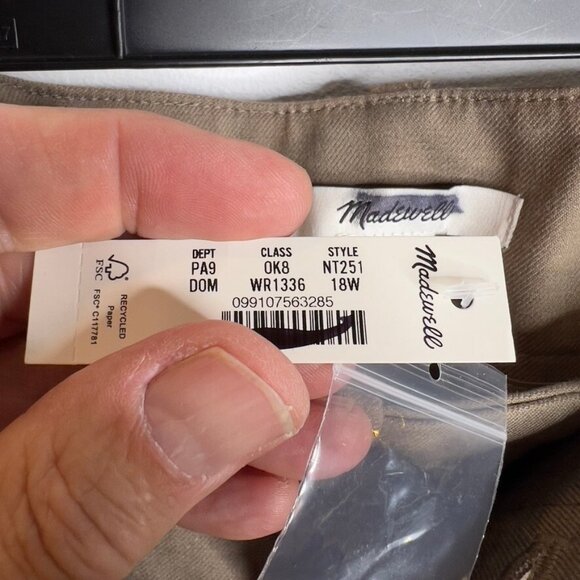 Madewell
DEPT CLASS STYLE
PA9 OK8 NT251
DOM WR1336 18W
099107563285
Madewell
FSC
FSC® C117781
RECYCLED
Paper